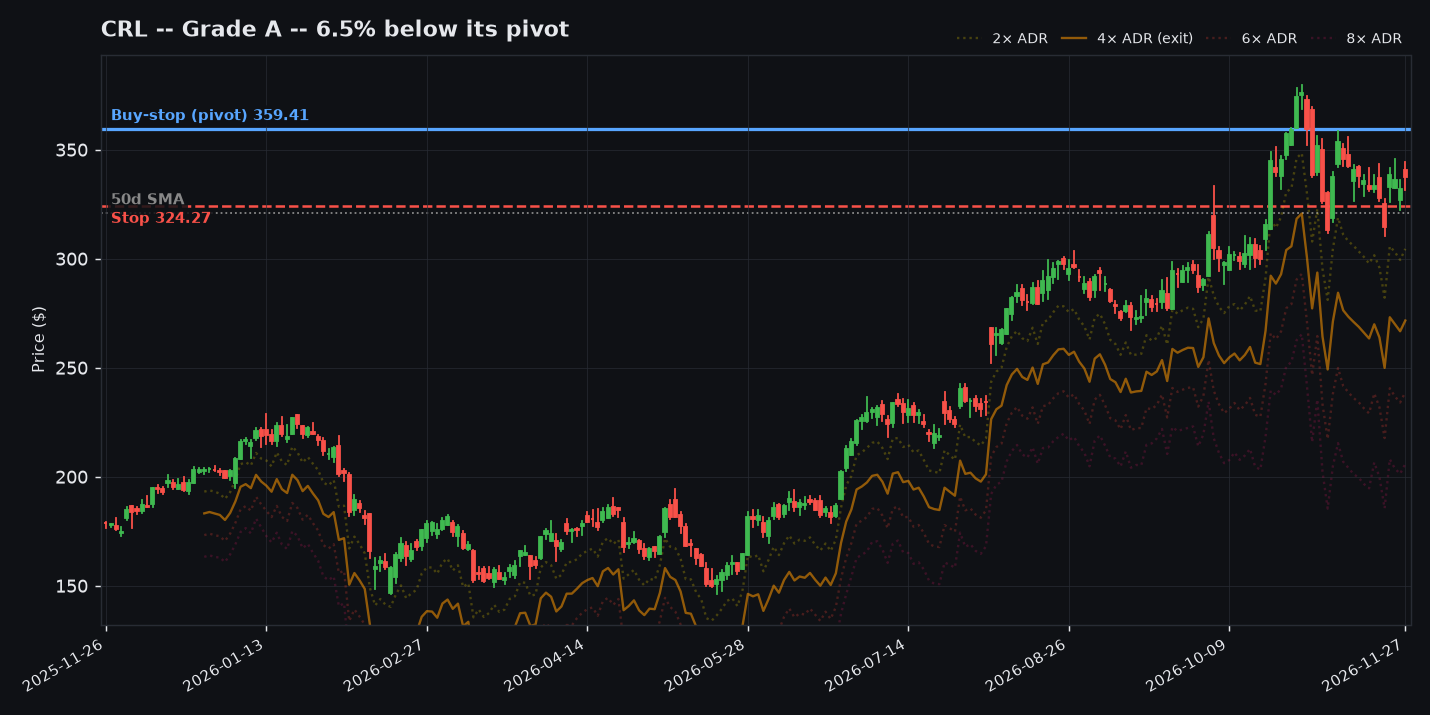 CRL -- Grade A -- 6.5% below its pivot
2× ADR
4× ADR (exit)
6× ADR
8× ADR
Buy-stop (pivot) 359.41
50d SMA
Stop 324.27
Price ($)
350
300
250
200
150
2025-11-26
2026-01-13
2026-02-27
2026-04-14
2026-05-28
2026-07-14
2026-08-26
2026-10-09
2026-11-27